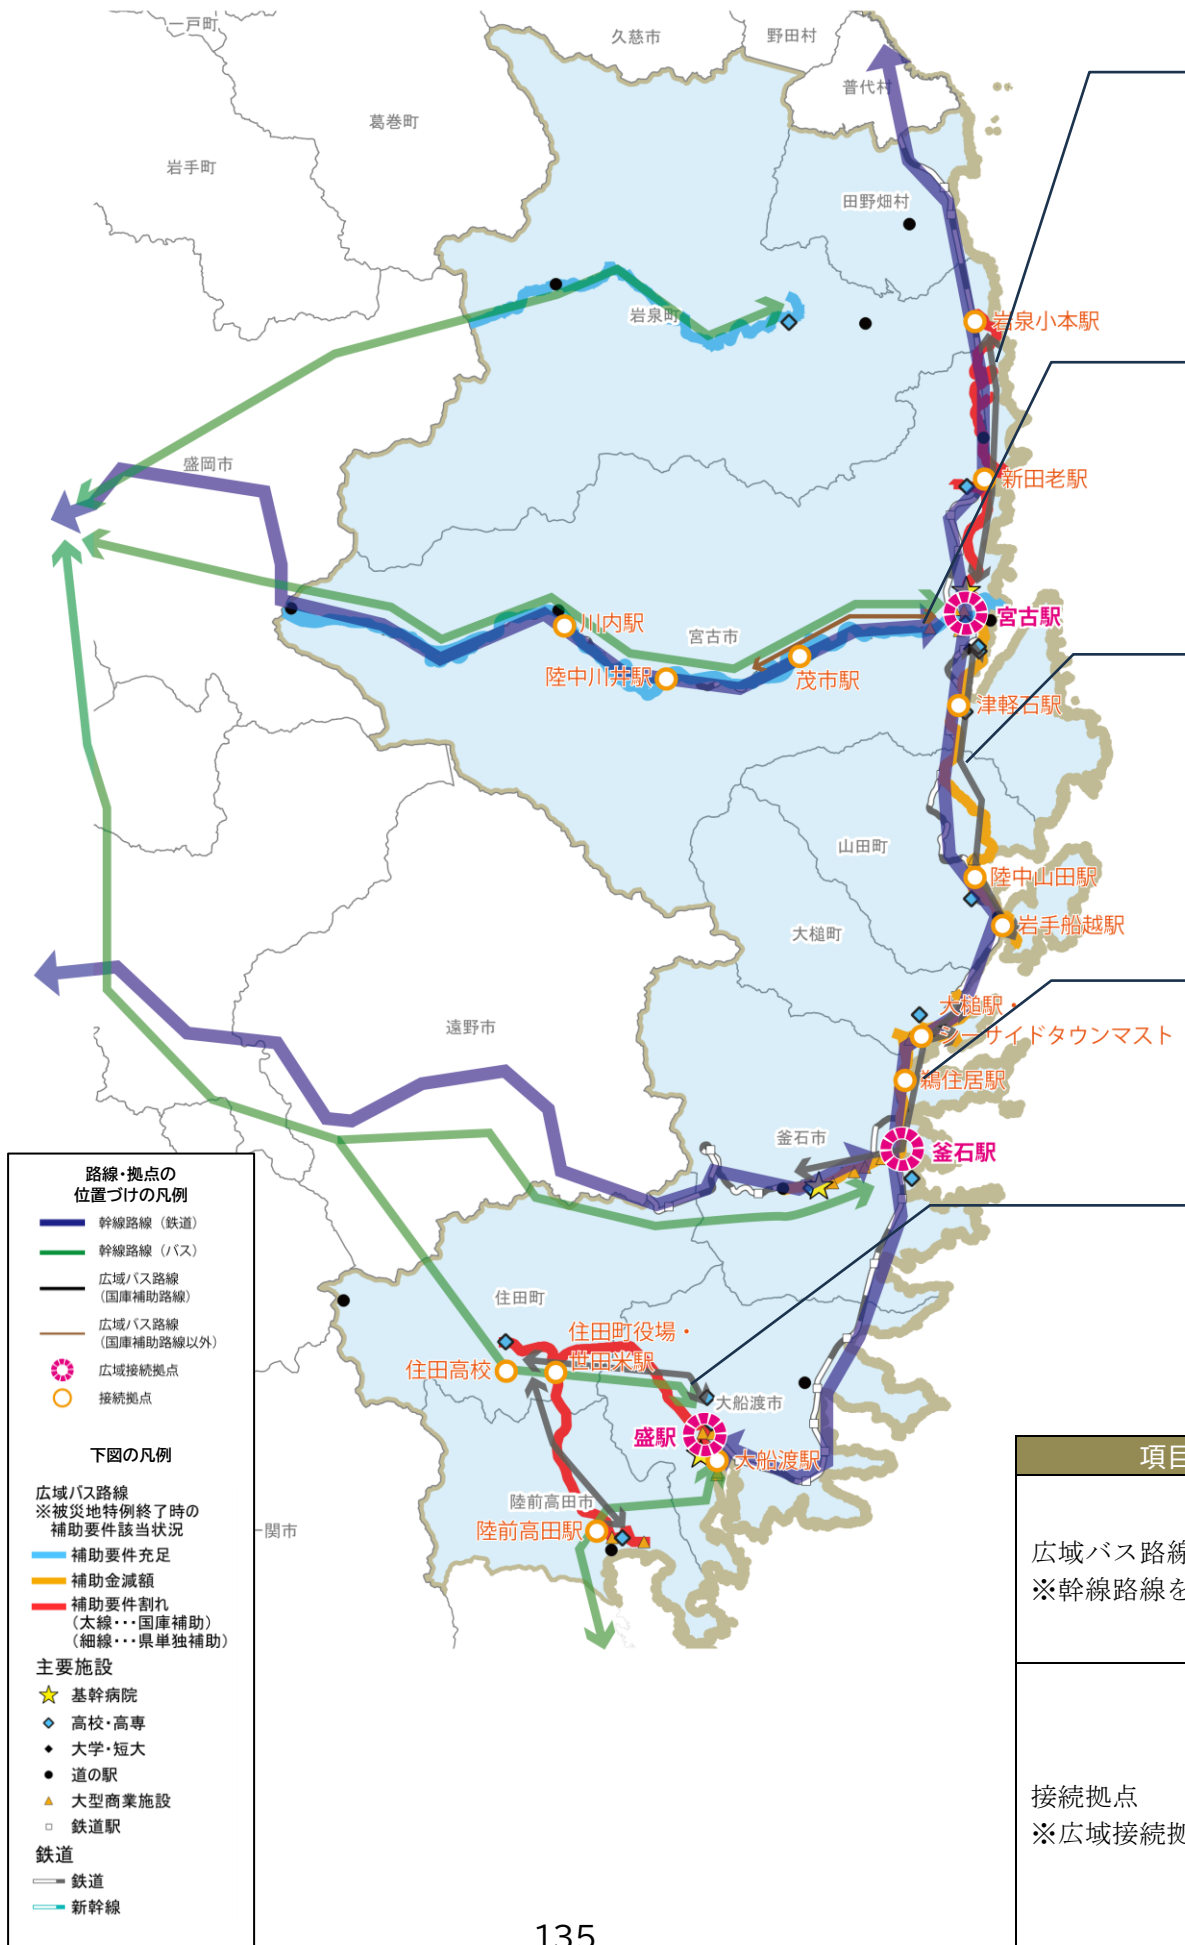 一戸町
久慈市
野田村
普代村
葛巻町
岩手町
田野畑村
岩泉町
岩泉小本駅
盛岡市
新田老駅
宮古駅
川内駅
宮古市
陸中川井駅
茂市駅
津軽石駅
山田町
陸中山田駅
岩手船越駅
大槌町
大槌駅・
シーサイドタウンマスト
遠野市
鵜住居駅
釜石市
釜石駅
住田町
住田町役場・
世田米駅
住田高校
大船渡市
盛駅
大船渡駅
陸前高田市
陸前高田駅
一関市
路線・拠点の
位置づけの凡例
幹線路線（鉄道）
幹線路線（バス）
広域バス路線
（国庫補助路線）
広域バス路線
（国庫補助路線以外）
広域接続拠点
接続拠点
下図の凡例
広域バス路線
※被災地特例終了時の
補助要件該当状況
補助要件充足
補助金減額
補助要件割れ
（太線・・・国庫補助）
（細線・・・県単独補助）
主要施設
基幹病院
高校・高専
大学・短大
道の駅
大型商業施設
鉄道駅
鉄道
鉄道
新幹線
項目
広域バス路線
※幹線路線を
接続拠点
※広域接続拠
135